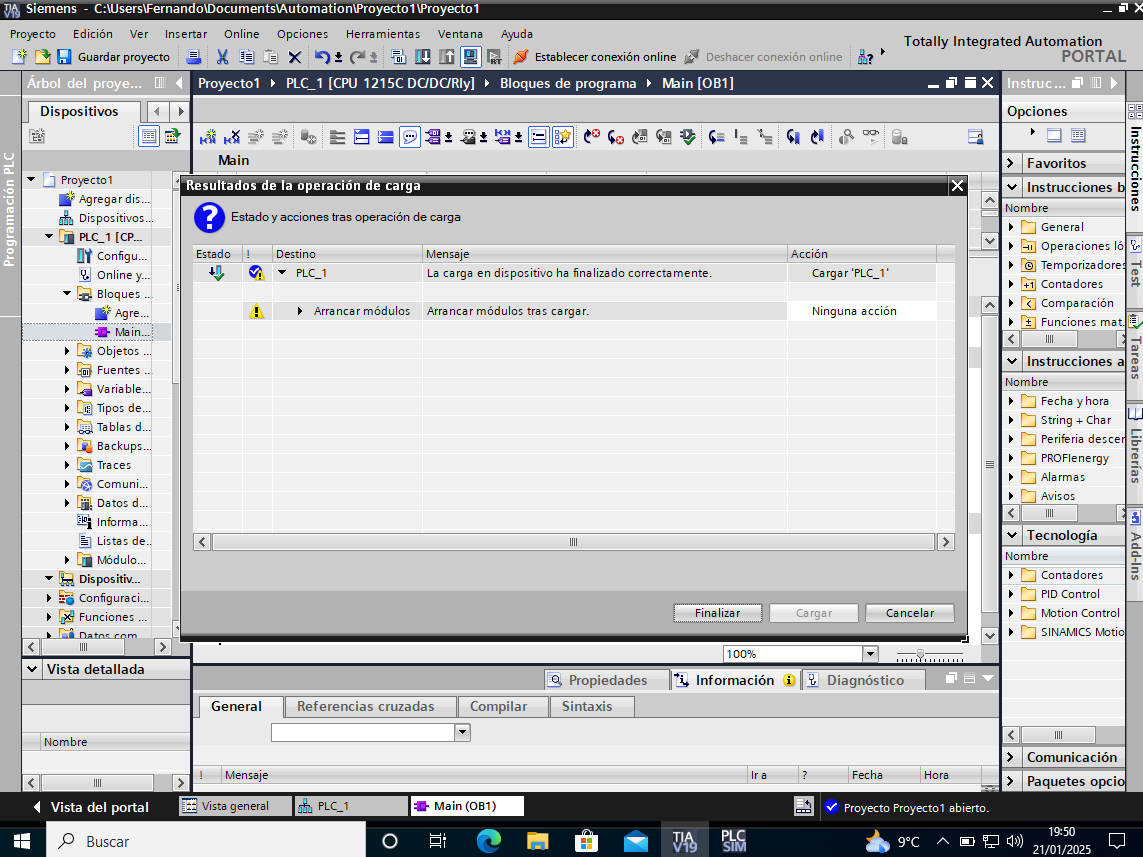 Siemens - C:\Users\Fernando\Documents\Automation\Proyecto1\Proyecto1
Proyecto Edición Ver Insertar Online Opciones Herramientas Ventana Ayuda
Guardar proyecto
Establecer conexión online
Deshacer conexión online
Totally Integrated Automation
PORTAL
Árbol del proye...
Proyecto1 PLC_1 [CPU 1215C DC/DC/Rly] Bloques de programa Main [OB1]
Instruc...
Dispositivos
Opciones
Main
Programación PLC
Proyecto1
Agregar dis...
Dispositivos...
PLC_1 [CP...
Configu...
Online y...
Bloques ...
Agre...
Main...
Objetos ...
Fuentes ...
Variable...
Tipos de...
Tablas d...
Backups...
Traces
Comuni...
Datos d...
Informa...
Listas de..
Módulo...
Dispositiv...
Configuraci...
Funciones ...
Datos com...
Vista detallada
Nombre
Resultados de la operación de carga
Estado y acciones tras operación de carga
Estado ! Destino Mensaje Acción
PLC_1 La carga en dispositivo ha finalizado correctamente. Cargar 'PLC_1'
Arrancar módulos Arrancar módulos tras cargar. Ninguna acción
Finalizar Cargar Cancelar
100%
Propiedades Información Diagnóstico
General Referencias cruzadas Compilar Sintaxis
! Mensaje Ir a ? Fecha Hora
Favoritos
Instrucciones b
Nombre
General
Operaciones ló
Temporizadores
Contadores
Comparación
Funciones mat.
Instrucciones a
Nombre
Fecha y hora
String + Char
Periferia descen
PROFIenergy
Alarmas
Avisos
Tecnología
Nombre
Contadores
PID Control
Motion Control
SINAMICS Motio
Comunicación
Paquetes opcio
Instrucciones
Test
Tareas
Librerías
Add-Ins
Vista del portal Vista general PLC_1 Main (OB1) Proyecto Proyecto1 abierto.
Buscar
TIA V19
PLC SIM
9°C
19:50
21/01/2025